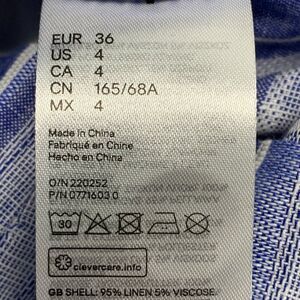 EUR 36
US 4
CA 4
CN 165/68A
MX 4
Made in China
Fabriqué en Chine
Hecho en China
O/N 220252
P/N 0771603 0
30
clevercare.info
GB SHELL: 95% LINEN 5% VISCOSE